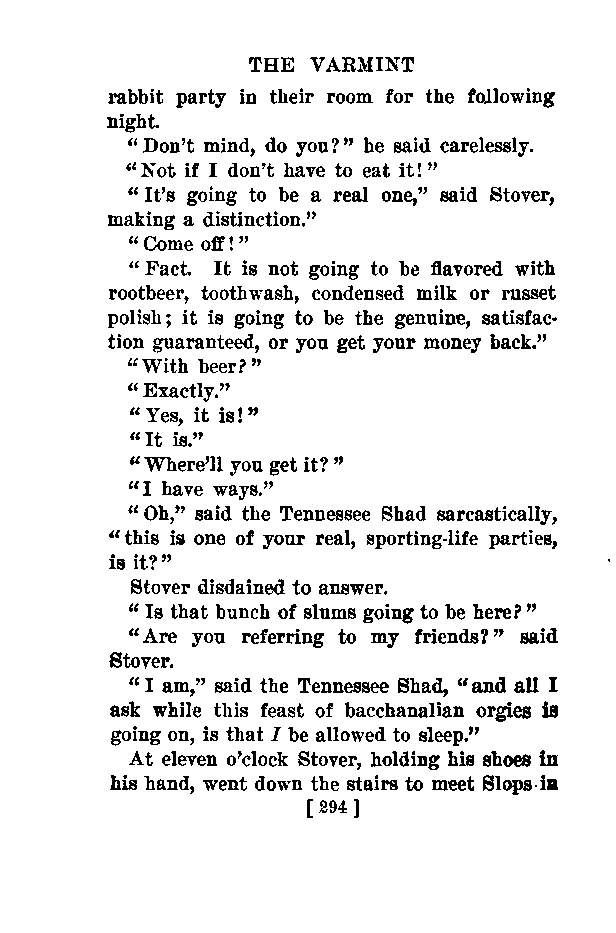 THE VARMINT
rabbit party in their room for the following
night.
"Don't mind, do you?" he said carelessly.
"Not if I don't have to eat it!"
"It's going to be a real one," said Stover,
making a distinction."
"Come off!"
"Fact. It is not going to be flavored with
rootbeer, toothwash, condensed milk or russet
polish; it is going to be the genuine, satisfac-
tion guaranteed, or you get your money back."
"With beer?"
"Exactly."
"Yes, it is!"
"It is."
"Where'll you get it?"
"I have ways."
"Oh," said the Tennessee Shad sarcastically,
"this is one of your real, sporting-life parties,
is it?"
Stover disdained to answer.
"Is that bunch of slums going to be here?"
"Are you referring to my friends?" said
Stover.
"I am," said the Tennessee Shad, "and all I
ask while this feast of bacchanalian orgies is
going on, is that I be allowed to sleep."
At eleven o'clock Stover, holding his shoes in
his hand, went down the stairs to meet Slops in
[294]